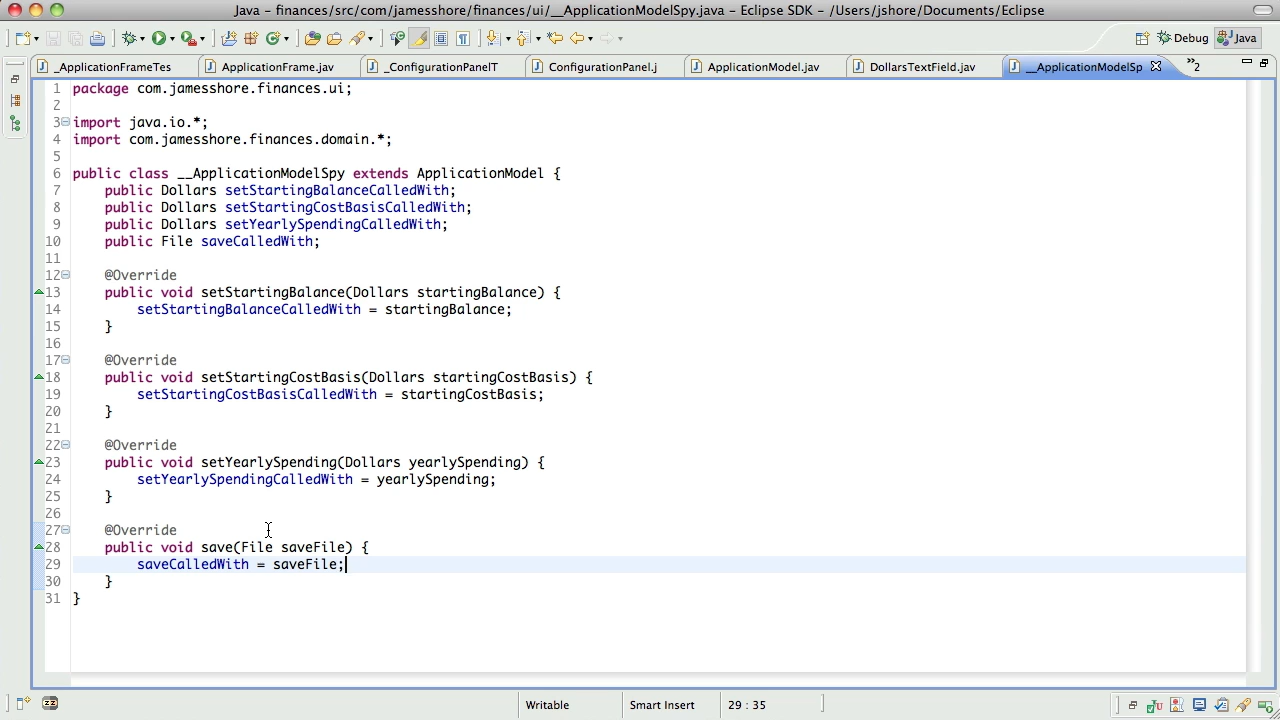 Java - finances/src/com/jamesshore/finances/ui/__ApplicationModelSpy.java - Eclipse SDK - /Users/jshore/Documents/Eclipse
Debug Java
_ApplicationFrameTes ApplicationFrame.jav _ConfigurationPanelT ConfigurationPanel.j ApplicationModel.jav DollarsTextField.jav __ApplicationModelSp »2
1 package com.jamesshore.finances.ui;
2
3 import java.io.*;
4 import com.jamesshore.finances.domain.*;
5
6 public class __ApplicationModelSpy extends ApplicationModel {
7 public Dollars setStartingBalanceCalledWith;
8 public Dollars setStartingCostBasisCalledWith;
9 public Dollars setYearlySpendingCalledWith;
10 public File saveCalledWith;
11
12 @Override
13 public void setStartingBalance(Dollars startingBalance) {
14 setStartingBalanceCalledWith = startingBalance;
15 }
16
17 @Override
18 public void setStartingCostBasis(Dollars startingCostBasis) {
19 setStartingCostBasisCalledWith = startingCostBasis;
20 }
21
22 @Override
23 public void setYearlySpending(Dollars yearlySpending) {
24 setYearlySpendingCalledWith = yearlySpending;
25 }
26
27 @Override
28 public void save(File saveFile) {
29 saveCalledWith = saveFile;
30 }
31 }
Writable Smart Insert 29 : 35